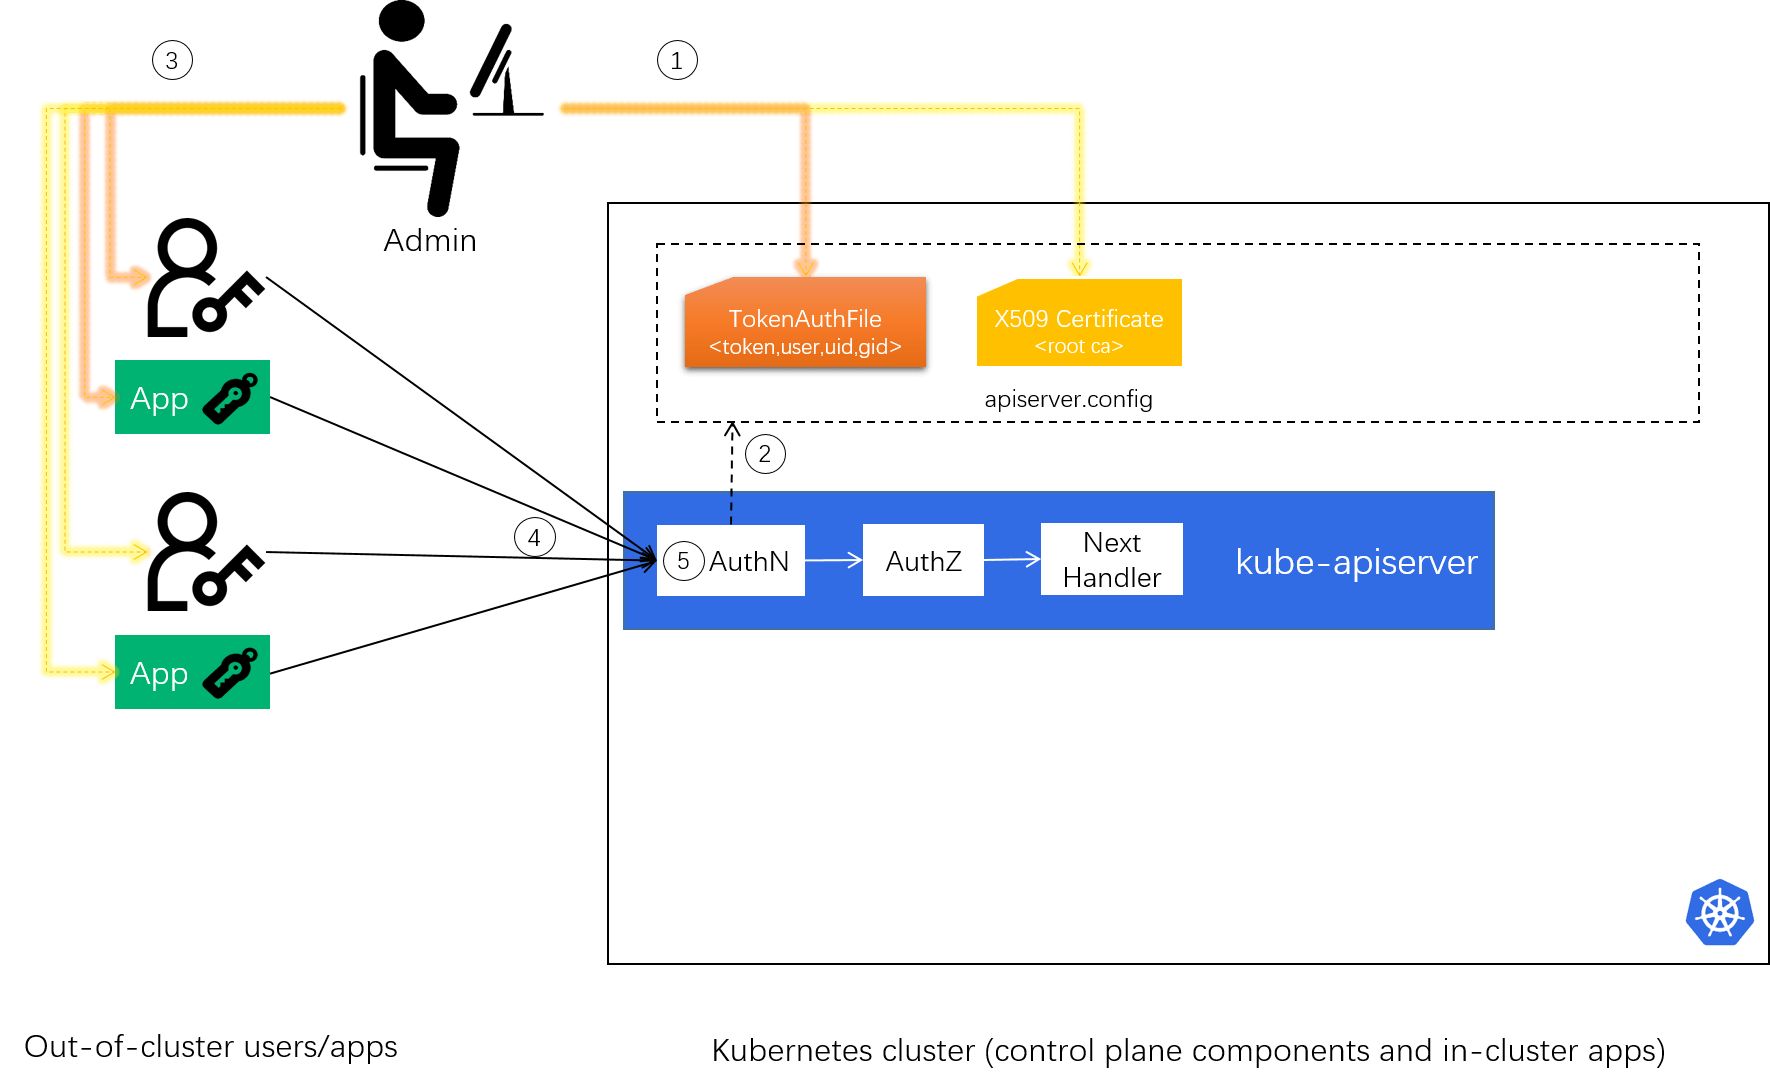 3
1
Admin
TokenAuthFile
<token,user,uid,gid>
X509 Certificate
<root ca>
apiserver.config
App
2
4
5 AuthN
AuthZ
Next
Handler
kube-apiserver
App
Out-of-cluster users/apps
Kubernetes cluster (control plane components and in-cluster apps)